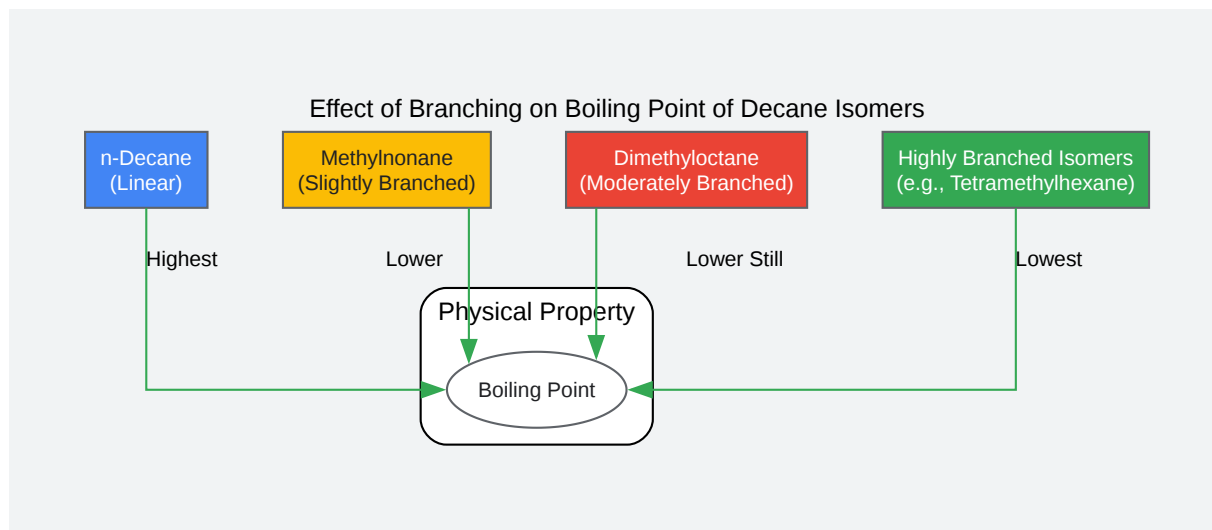 Effect of Branching on Boiling Point of Decane Isomers
n-Decane
(Linear)
Methylnonane
(Slightly Branched)
Dimethyloctane
(Moderately Branched)
Highly Branched Isomers
(e.g., Tetramethylhexane)
Highest
Lower
Lower Still
Lowest
Physical Property
Boiling Point